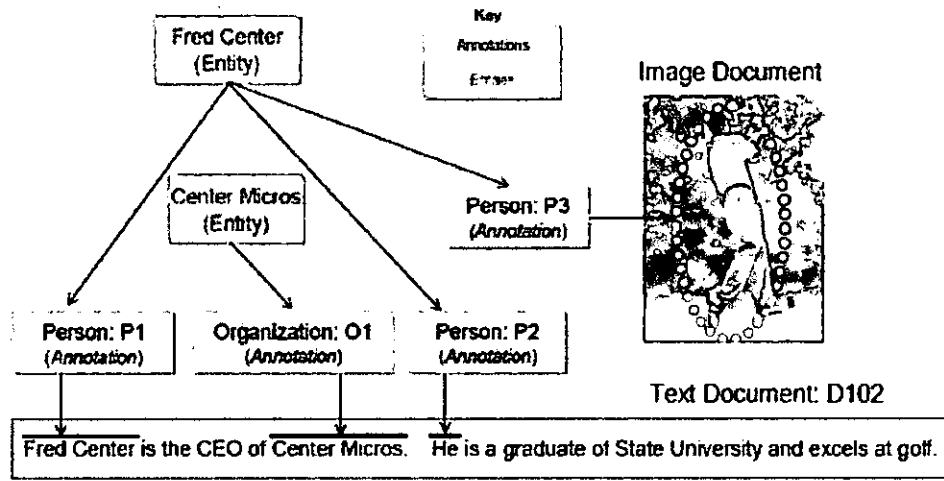 Key
Annotations
Fred Center
(Entity)
Image Document
Center Micros
(Entity)
Person: P3
(Annotation)
Person: P1
(Annotation)
Organization: O1
(Annotation)
Person: P2
(Annotation)
Text Document: D102
Fred Center is the CEO of Center Micros. He is a graduate of State University and excels at golf.